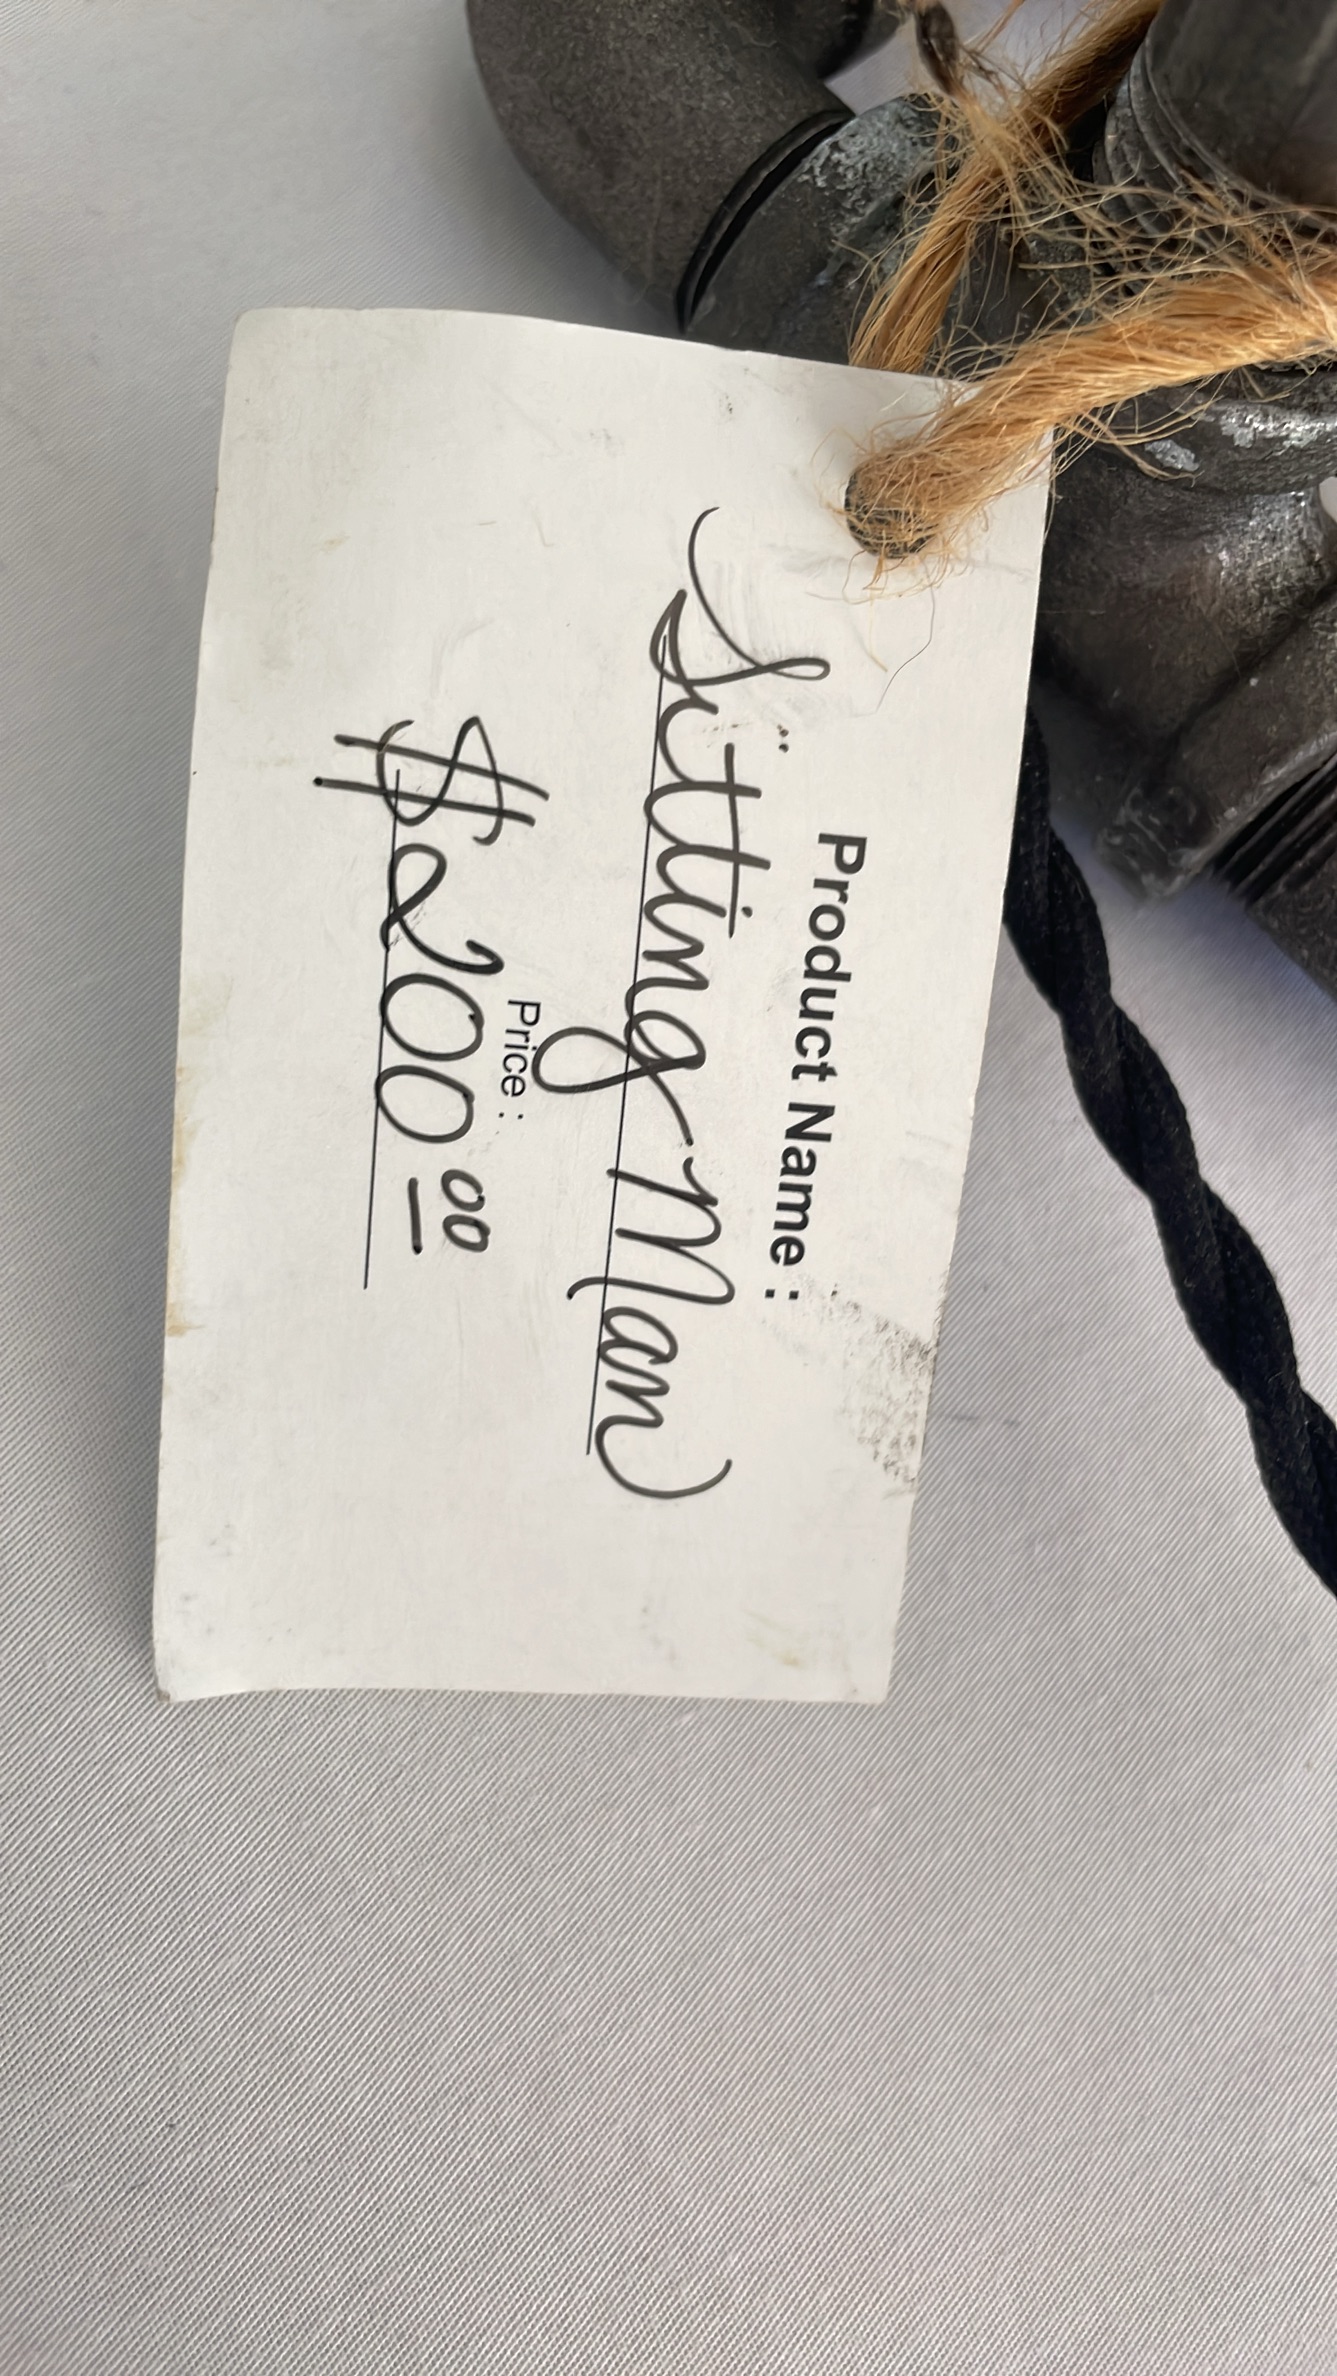 Product Name :
Sitting Man
Price :
$200 00